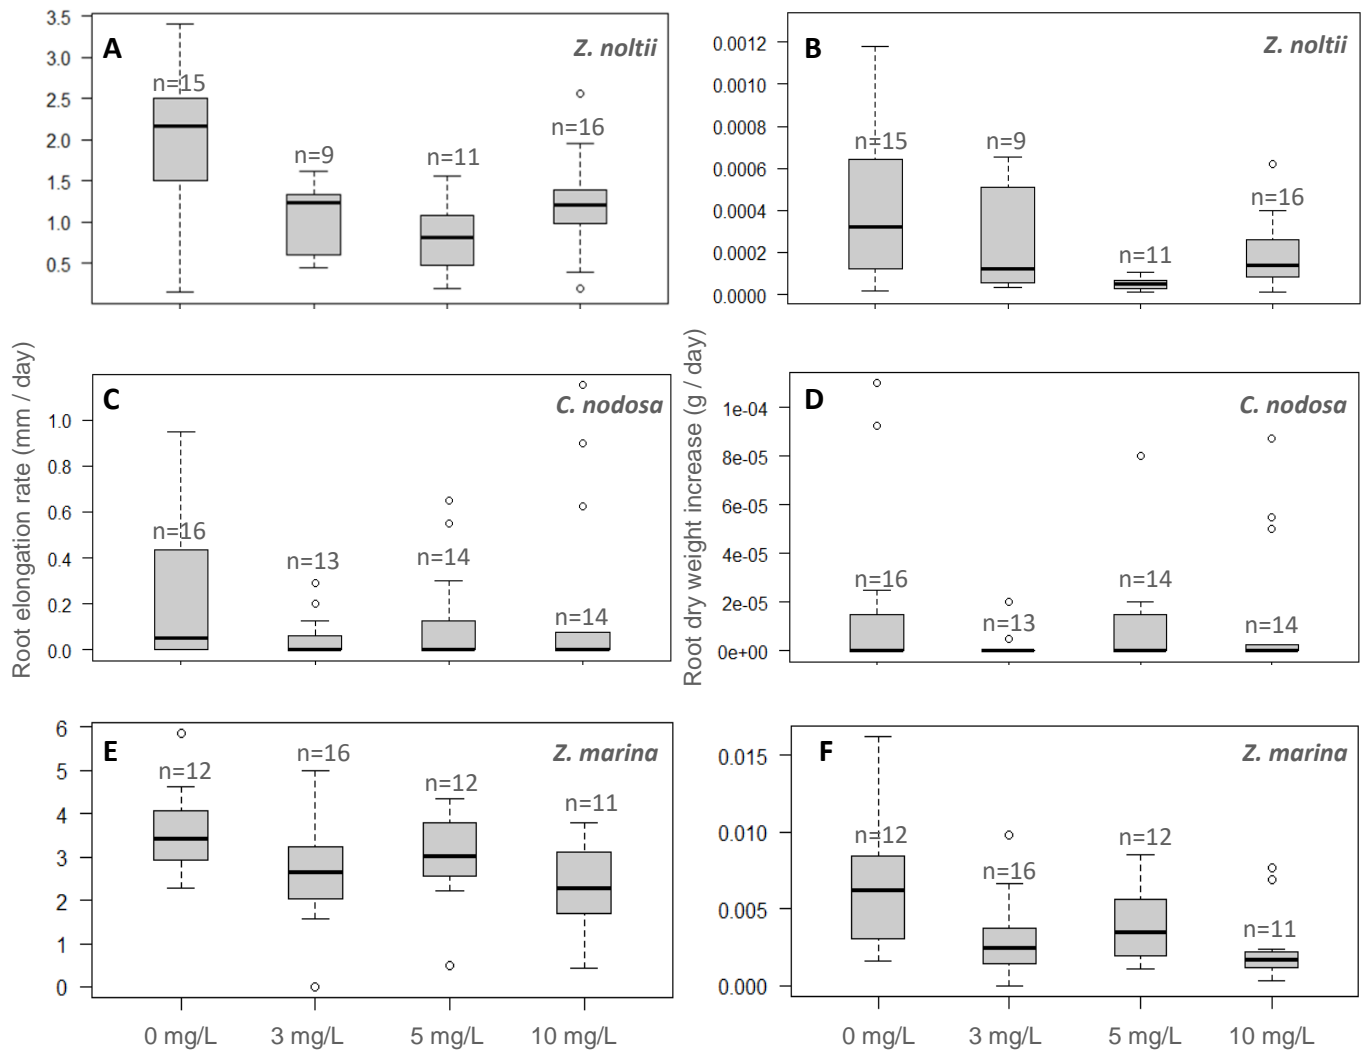 A
Z. noltii
3.5
3.0
2.5
2.0
1.5
1.0
0.5
n=15
n=9
n=11
n=16
B
Z. noltii
0.0012
0.0010
0.0008
0.0006
0.0004
0.0002
0.0000
n=15
n=9
n=11
n=16
Root elongation rate (mm / day)
C
C. nodosa
1.0
0.8
0.6
0.4
0.2
0.0
n=16
n=13
n=14
n=14
Root dry weight increase (g / day)
D
C. nodosa
1e-04
8e-05
6e-05
4e-05
2e-05
0e+00
n=16
n=13
n=14
n=14
E
Z. marina
6
5
4
3
2
1
0
n=12
n=16
n=12
n=11
0 mg/L
3 mg/L
5 mg/L
10 mg/L
F
Z. marina
0.015
0.010
0.005
0.000
n=12
n=16
n=12
n=11
0 mg/L
3 mg/L
5 mg/L
10 mg/L